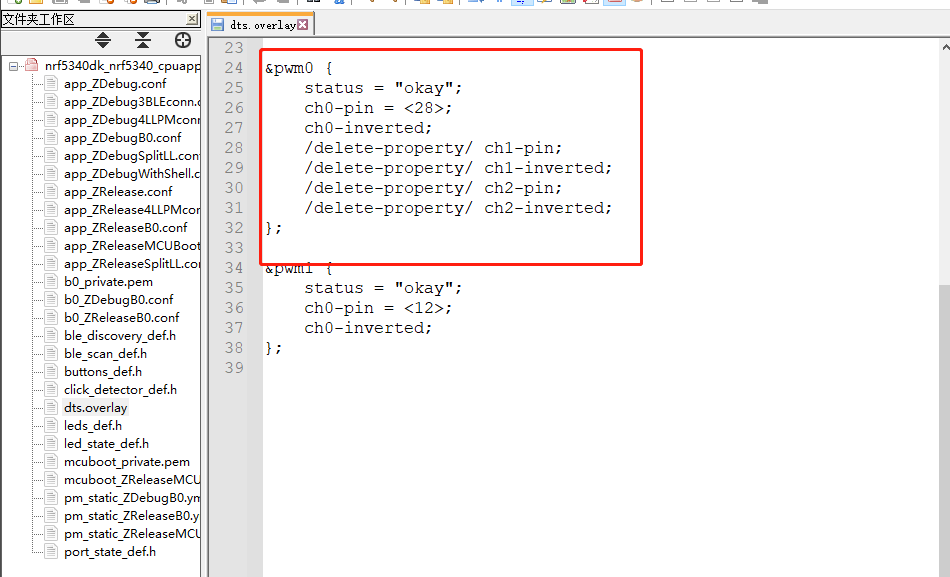 文件夹工作区
dts.overlay
nrf5340dk_nrf5340_cpuapp
app_ZDebug.conf
app_ZDebug3BLEconn.c
app_ZDebug4LLPMconr
app_ZDebugB0.conf
app_ZDebugSplitLL.con
app_ZDebugWithShell.c
app_ZRelease.conf
app_ZRelease4LLPMcor
app_ZReleaseB0.conf
app_ZReleaseMCUBoot
app_ZReleaseSplitLL.cor
b0_private.pem
b0_ZDebugB0.conf
b0_ZReleaseB0.conf
ble_discovery_def.h
ble_scan_def.h
buttons_def.h
click_detector_def.h
dts.overlay
leds_def.h
led_state_def.h
mcuboot_private.pem
mcuboot_ZReleaseMCU
pm_static_ZDebugB0.ym
pm_static_ZReleaseB0.y
pm_static_ZReleaseMCU
port_state_def.h
23
24 &pwm0 {
25 status = "okay";
26 ch0-pin = <28>;
27 ch0-inverted;
28 /delete-property/ ch1-pin;
29 /delete-property/ ch1-inverted;
30 /delete-property/ ch2-pin;
31 /delete-property/ ch2-inverted;
32 };
33
34 &pwm1 {
35 status = "okay";
36 ch0-pin = <12>;
37 ch0-inverted;
38 };
39